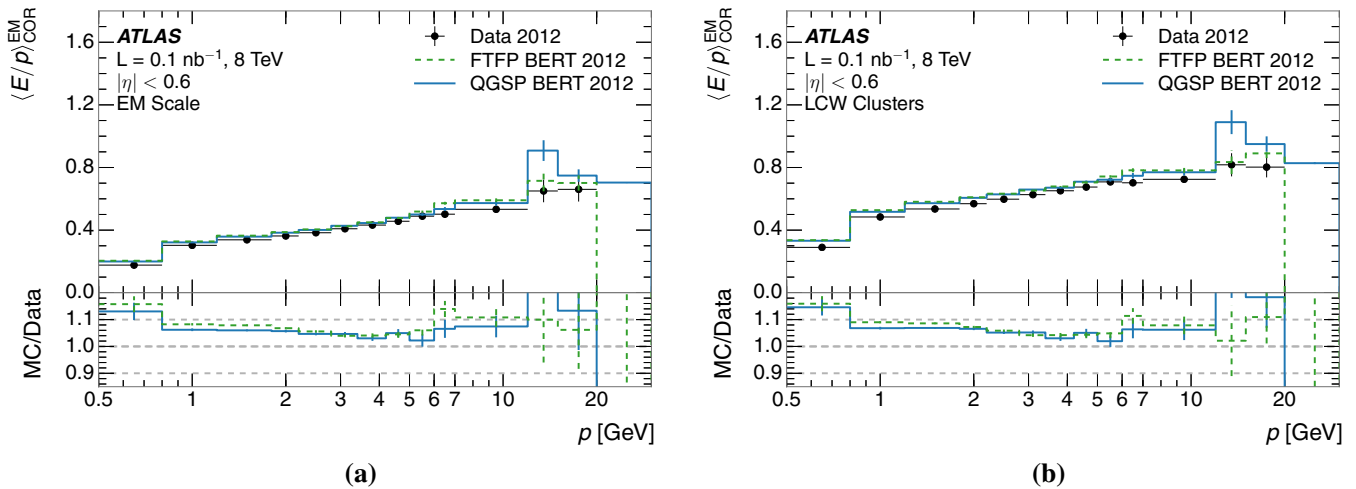 ⟨E/p⟩EM COR
ATLAS
L = 0.1 nb−1, 8 TeV
|η| < 0.6
EM Scale
Data 2012
FTFP BERT 2012
QGSP BERT 2012
1.6
1.2
0.8
0.4
0.0
MC/Data
1.1
1.0
0.9
0.5 1 2 3 4 5 6 7 10 20
p [GeV]
(a)
⟨E/p⟩EM COR
ATLAS
L = 0.1 nb−1, 8 TeV
|η| < 0.6
LCW Clusters
Data 2012
FTFP BERT 2012
QGSP BERT 2012
1.6
1.2
0.8
0.4
0.0
MC/Data
1.1
1.0
0.9
0.5 1 2 3 4 5 6 7 10 20
p [GeV]
(b)